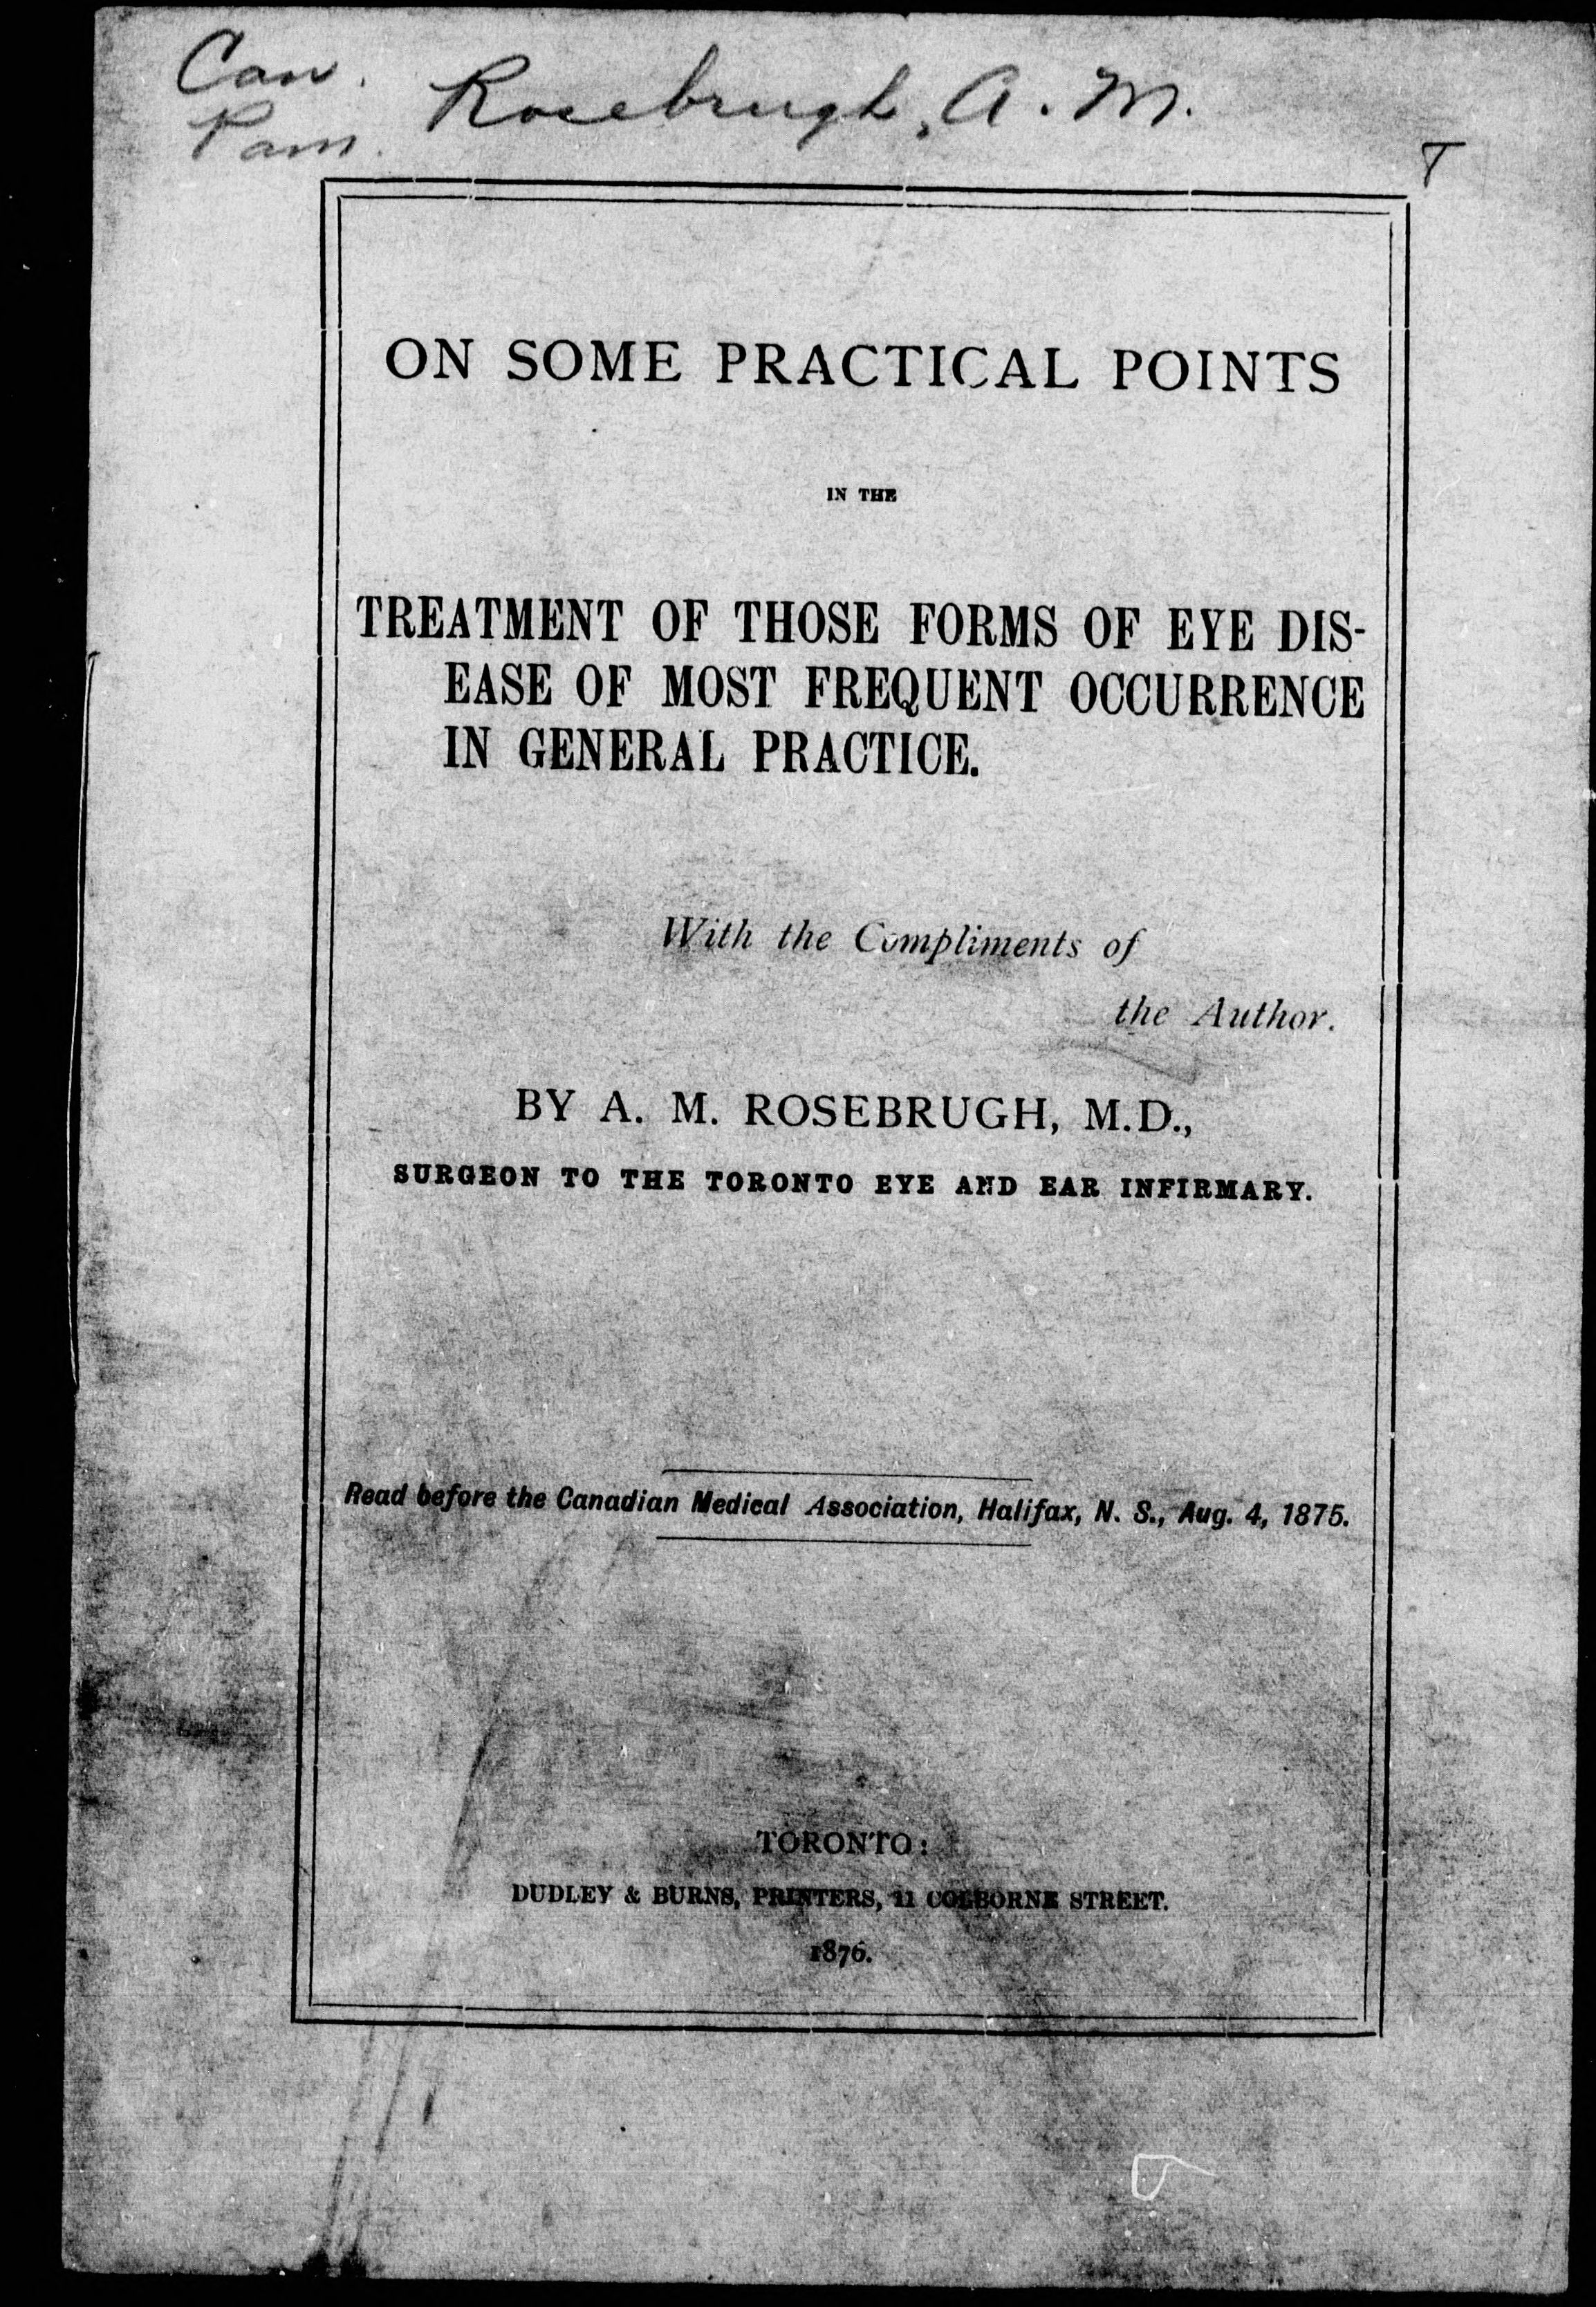 Can.
Pam.
Rosebrugh, A. M.
T
ON SOME PRACTICAL POINTS
IN THE
TREATMENT OF THOSE FORMS OF EYE DIS-
EASE OF MOST FREQUENT OCCURRENCE
IN GENERAL PRACTICE.
With the Compliments of
the Author.
BY A. M. ROSEBRUGH, M.D.,
SURGEON TO THE TORONTO EYE AND EAR INFIRMARY.
Read before the Canadian Medical Association, Halifax, N. S., Aug. 4, 1875.
TORONTO:
DUDLEY & BURNS, PRINTERS, 11 COLBORNE STREET.
1876.